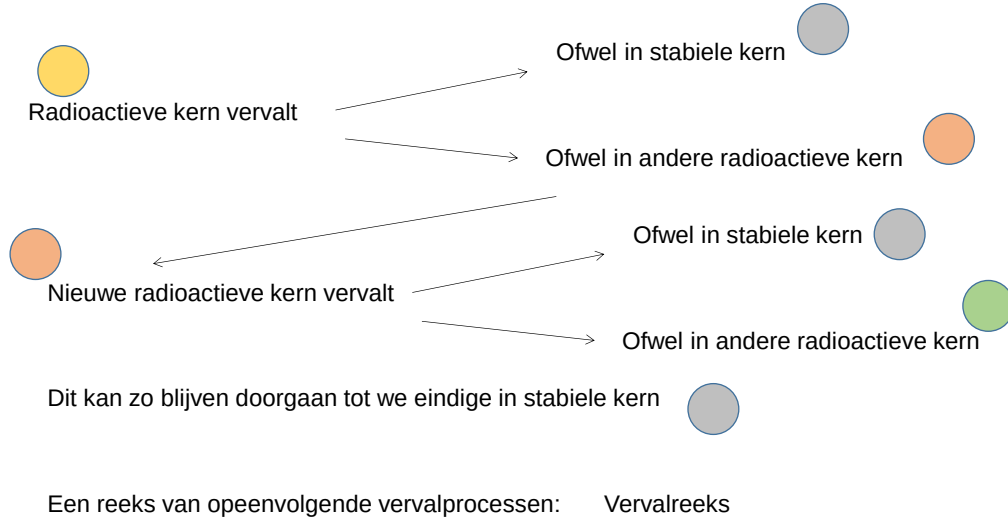 Ofwel in stabiele kern
Radioactieve kern vervalt
Ofwel in andere radioactieve kern
Ofwel in stabiele kern
Nieuwe radioactieve kern vervalt
Ofwel in andere radioactieve kern
Dit kan zo blijven doorgaan tot we eindige in stabiele kern
Een reeks van opeenvolgende vervalprocessen: Vervalreeks